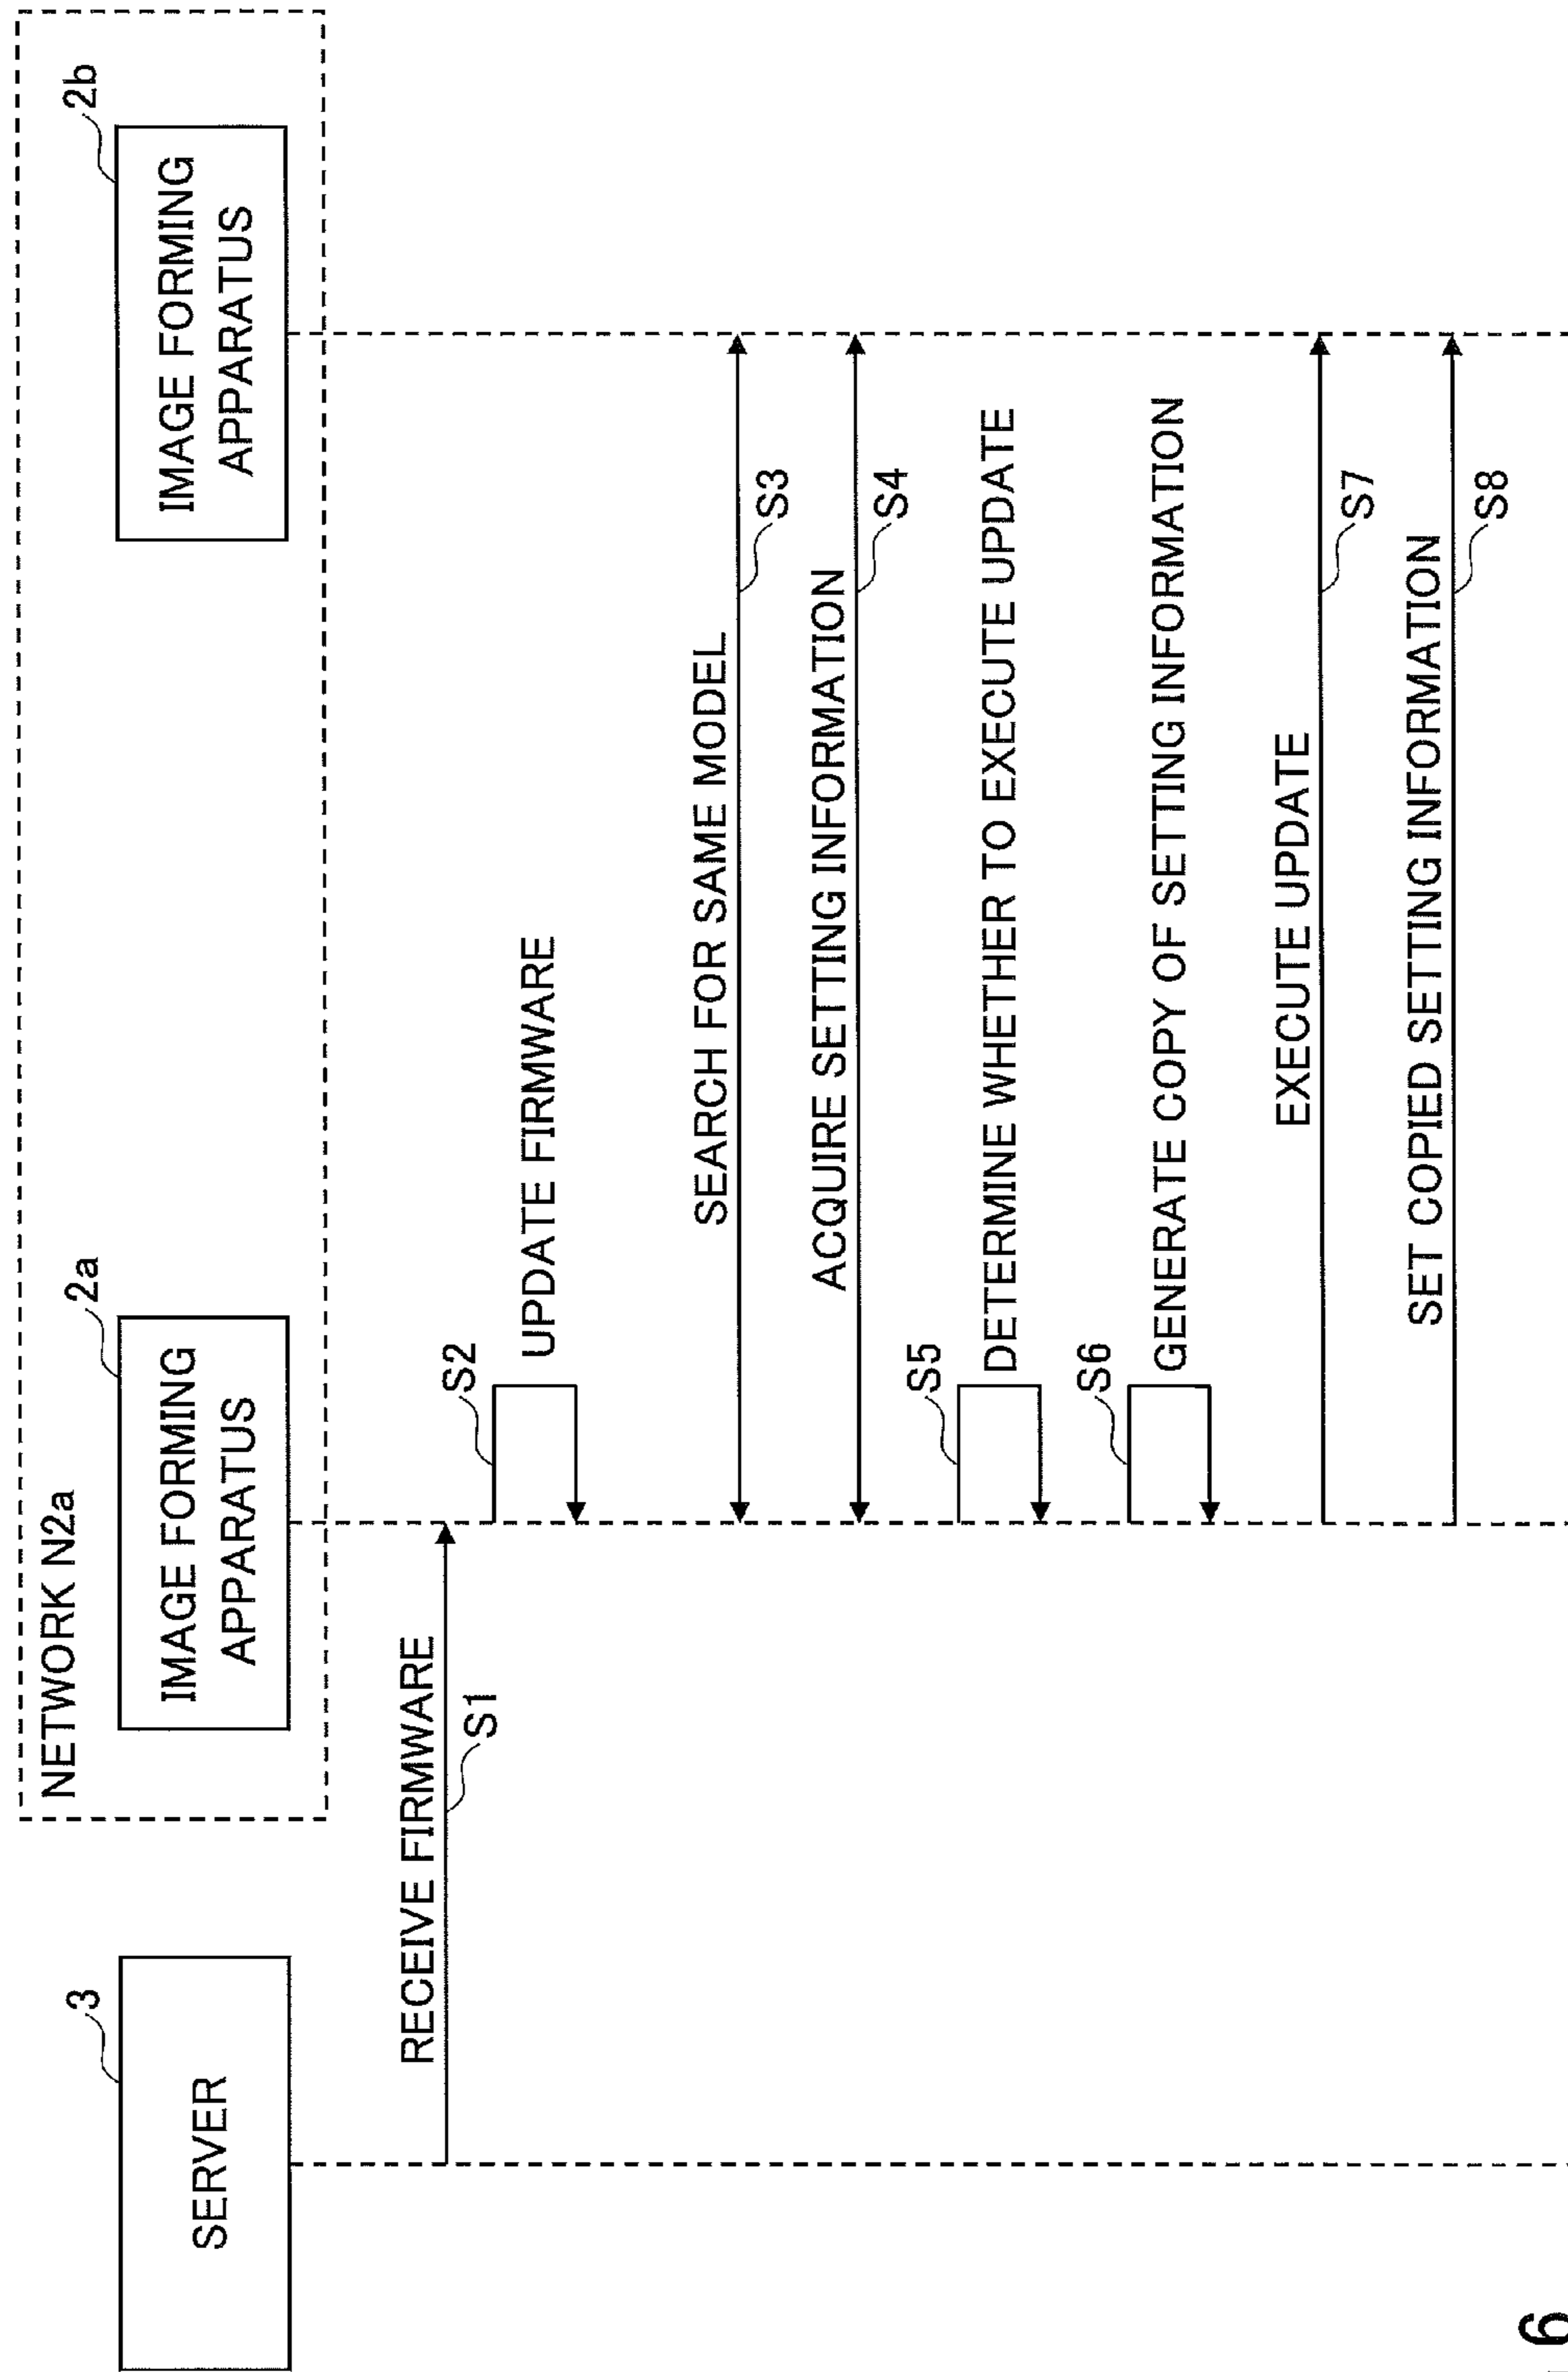 NETWORK N2a
3
SERVER
2a
IMAGE FORMING
APPARATUS
2b
IMAGE FORMING
APPARATUS
RECEIVE FIRMWARE
S1
S2
UPDATE FIRMWARE
SEARCH FOR SAME MODEL
S3
ACQUIRE SETTING INFORMATION
S4
S5
DETERMINE WHETHER TO EXECUTE UPDATE
S6
GENERATE COPY OF SETTING INFORMATION
EXECUTE UPDATE
S7
SET COPIED SETTING INFORMATION
S8